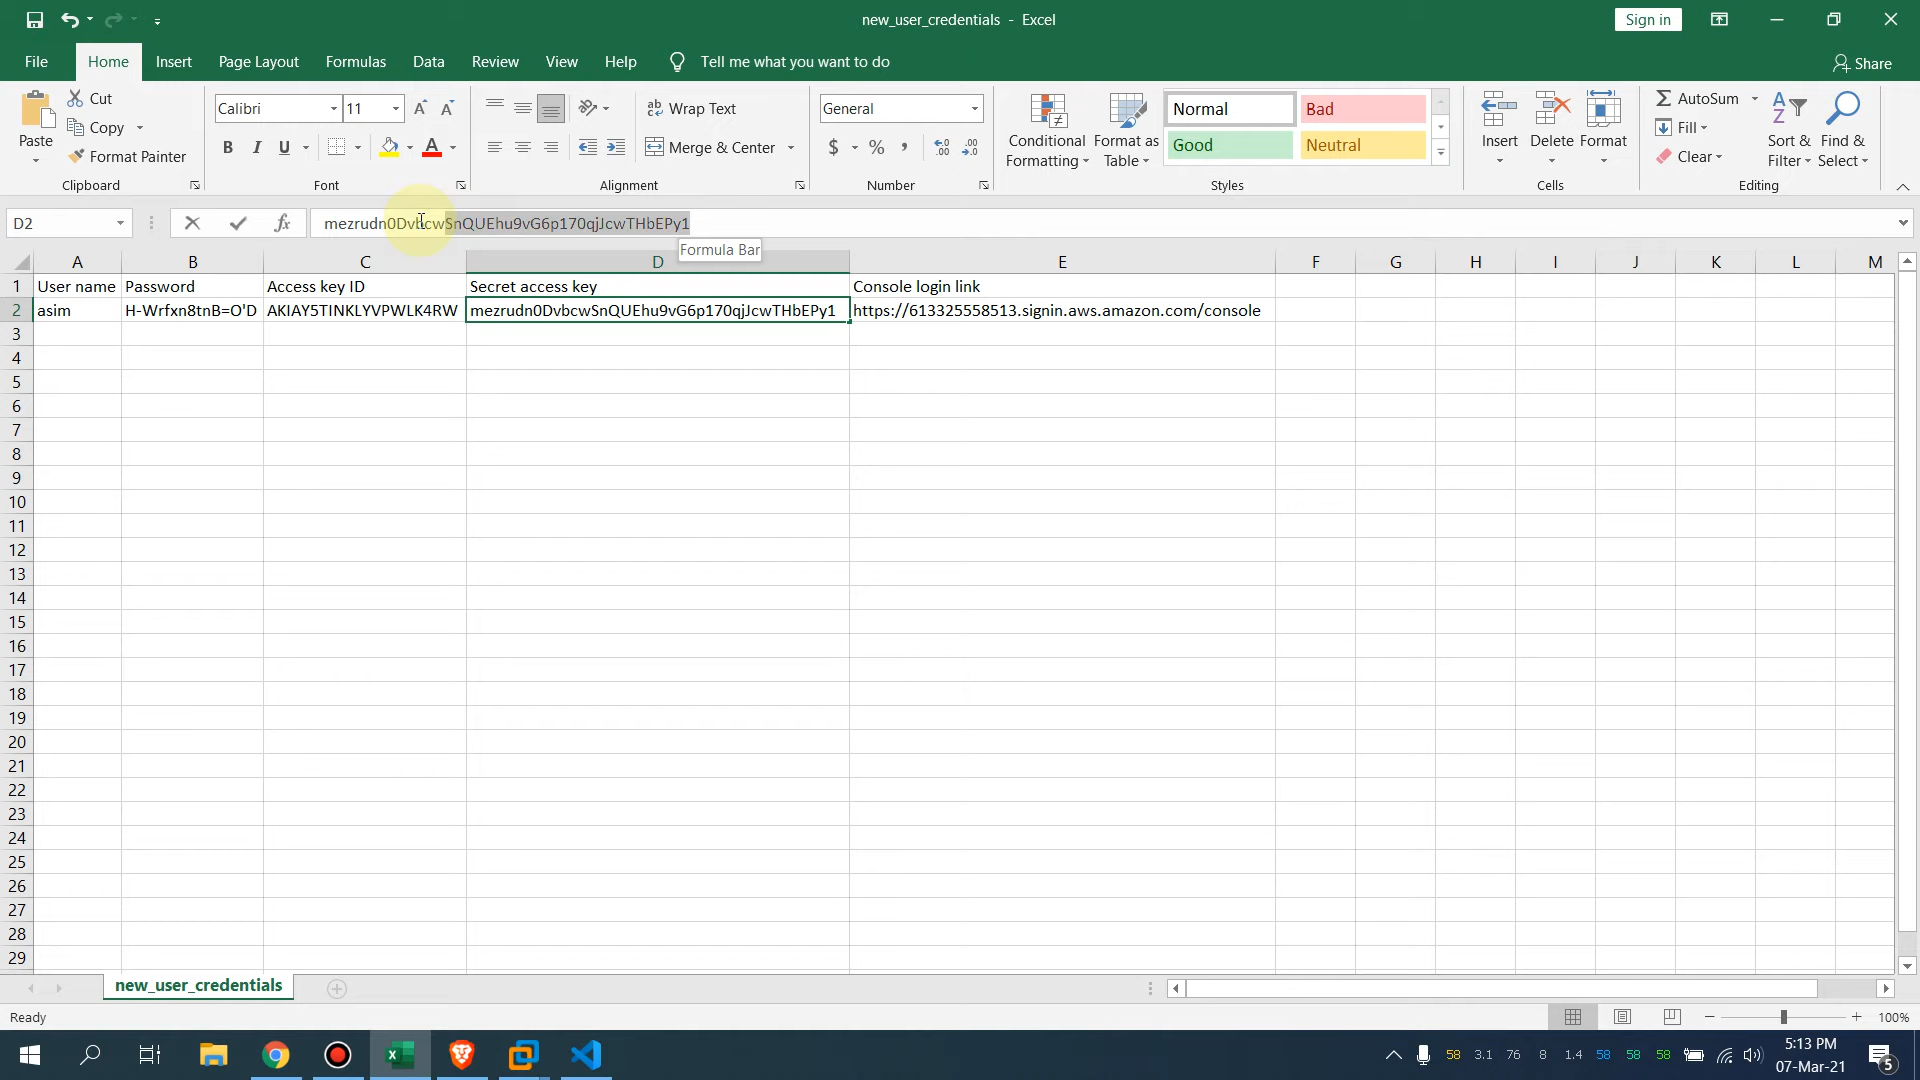 new_user_credentials - Excel
Sign in
File Home Insert Page Layout Formulas Data Review View Help Tell me what you want to do Share
Paste Cut Copy Format Painter
Clipboard
Calibri 11
B I U A
Font
Wrap Text
Merge & Center
Alignment
General
$ % ,
Number
Conditional Formatting
Format as Table
Normal Bad
Good Neutral
Styles
Insert Delete Format
Cells
AutoSum
Fill
Clear
Sort & Filter
Find & Select
Editing
D2 fx mezrudn0DvbcwSnQUEhu9vG6p170qjJcwTHbEPy1
Formula Bar
A B C D E F G H I J K L M
1 User name Password Access key ID Secret access key Console login link
2 asim H-Wrfxn8tnB=O'D AKIAY5TINKLYVPWLK4RW mezrudn0DvbcwSnQUEhu9vG6p170qjJcwTHbEPy1 https://613325558513.signin.aws.amazon.com/console
3
4
5
6
7
8
9
10
11
12
13
14
15
16
17
18
19
20
21
22
23
24
25
26
27
28
29
new_user_credentials
Ready
100%
58 3.1 76 8 1.4 58 58 58
5:13 PM
07-Mar-21
5